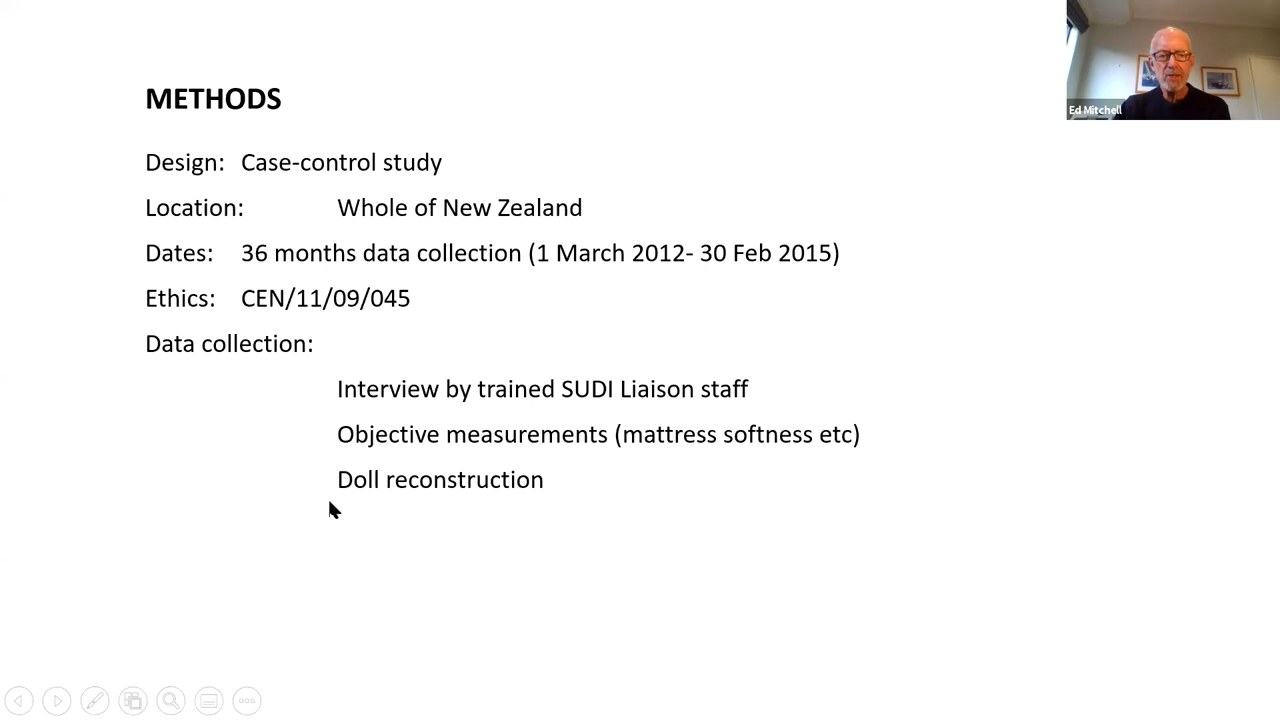 METHODS
Design: Case-control study
Location: Whole of New Zealand
Dates: 36 months data collection (1 March 2012- 30 Feb 2015)
Ethics: CEN/11/09/045
Data collection:
Interview by trained SUDI Liaison staff
Objective measurements (mattress softness etc)
Doll reconstruction
Ed Mitchell